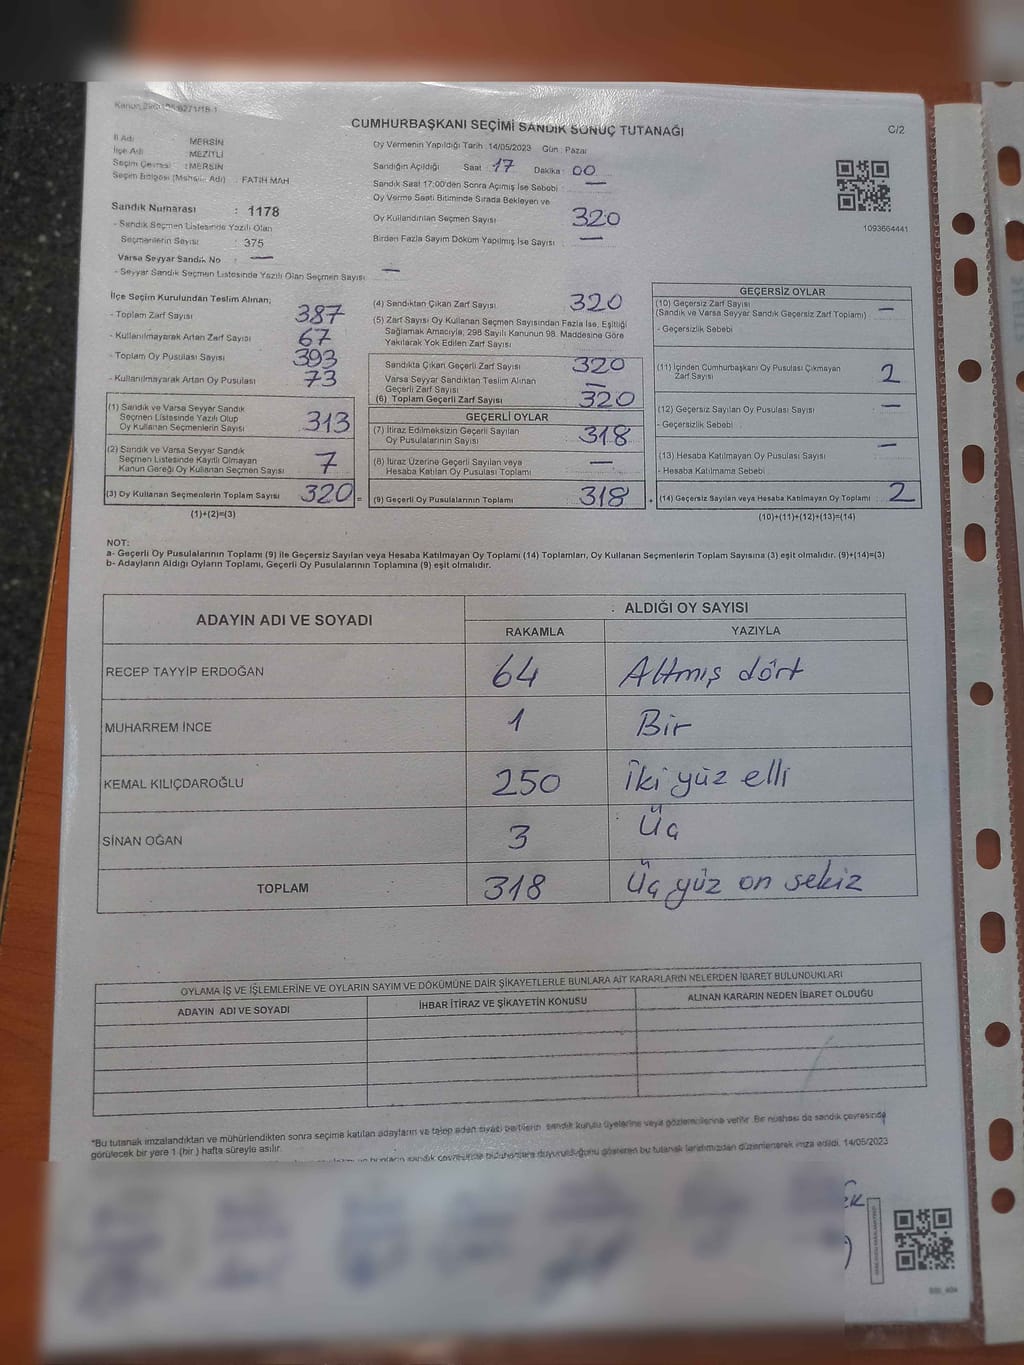 Kanun 298/105-6271/18-1
CUMHURBAŞKANI SEÇİMİ SANDIK SONUÇ TUTANAĞI
C/2
İl Adı : MERSİN
İlçe Adı : MEZİTLİ
Seçim Çevresi : MERSİN
Seçim Bölgesi (Mahalle Adı) : FATİH MAH
Sandık Numarası : 1178
- Sandık Seçmen Listesinde Yazılı Olan
Seçmenlerin Sayısı : 375
Varsa Seyyar Sandık No : —
- Seyyar Sandık Seçmen Listesinde Yazılı Olan Seçmen Sayısı : —
Oy Vermenin Yapıldığı Tarih : 14/05/2023 Gün : Pazar
Sandığın Açıldığı Saat : 17 Dakika : 00
Sandık Saat 17:00'den Sonra Açılmış İse Sebebi : —
Oy Verme Saati Bitiminde Sırada Bekleyen ve
Oy Kullandırılan Seçmen Sayısı 320
Birden Fazla Sayım Döküm Yapılmış İse Sayısı : —
1093664441
İlçe Seçim Kurulundan Teslim Alınan;
- Toplam Zarf Sayısı 387
- Kullanılmayarak Artan Zarf Sayısı 67
- Toplam Oy Pusulası Sayısı 393
- Kullanılmayarak Artan Oy Pusulası 73
(1) Sandık ve Varsa Seyyar Sandık
Seçmen Listesinde Yazılı Olup
Oy Kullanan Seçmenlerin Sayısı 313
(2) Sandık ve Varsa Seyyar Sandık
Seçmen Listesinde Kayıtlı Olmayan
Kanun Gereği Oy Kullanan Seçmen Sayısı 7
(3) Oy Kullanan Seçmenlerin Toplam Sayısı 320 =
(1)+(2)=(3)
(4) Sandıktan Çıkan Zarf Sayısı 320
(5) Zarf Sayısı Oy Kullanan Seçmen Sayısından Fazla İse, Eşitliği
Sağlamak Amacıyla, 298 Sayılı Kanunun 98. Maddesine Göre
Yakılarak Yok Edilen Zarf Sayısı
Sandıkta Çıkan Geçerli Zarf Sayısı 320
Varsa Seyyar Sandıktan Teslim Alınan
Geçerli Zarf Sayısı —
(6) Toplam Geçerli Zarf Sayısı 320
GEÇERLİ OYLAR
(7) İtiraz Edilmeksizin Geçerli Sayılan
Oy Pusulalarının Sayısı 318
(8) İtiraz Üzerine Geçerli Sayılan veya
Hesaba Katılan Oy Pusulası Toplamı —
(9) Geçerli Oy Pusulalarının Toplamı 318 +
GEÇERSİZ OYLAR
(10) Geçersiz Zarf Sayısı
(Sandık ve Varsa Seyyar Sandık Geçersiz Zarf Toplamı) —
- Geçersizlik Sebebi
(11) İçinden Cumhurbaşkanı Oy Pusulası Çıkmayan
Zarf Sayısı 2
(12) Geçersiz Sayılan Oy Pusulası Sayısı —
- Geçersizlik Sebebi
(13) Hesaba Katılmayan Oy Pusulası Sayısı —
- Hesaba Katılmama Sebebi
(14) Geçersiz Sayılan veya Hesaba Katılmayan Oy Toplamı 2
(10)+(11)+(12)+(13)=(14)
NOT:
a- Geçerli Oy Pusulalarının Toplamı (9) ile Geçersiz Sayılan veya Hesaba Katılmayan Oy Toplamı (14) Toplamları, Oy Kullanan Seçmenlerin Toplam Sayısına (3) eşit olmalıdır. (9)+(14)=(3)
b- Adayların Aldığı Oyların Toplamı, Geçerli Oy Pusulalarının Toplamına (9) eşit olmalıdır.
ADAYIN ADI VE SOYADI ALDIĞI OY SAYISI
RAKAMLA YAZIYLA
RECEP TAYYİP ERDOĞAN 64 Altmış dört
MUHARREM İNCE 1 Bir
KEMAL KILIÇDAROĞLU 250 İki yüz elli
SİNAN OĞAN 3 Üç
TOPLAM 318 Üç yüz on sekiz
OYLAMA İŞ VE İŞLEMLERİNE VE OYLARIN SAYIM VE DÖKÜMÜNE DAİR ŞİKAYETLERLE BUNLARA AİT KARARLARIN NELERDEN İBARET BULUNDUKLARI
ADAYIN ADI VE SOYADI İHBAR İTİRAZ VE ŞİKAYETİN KONUSU ALINAN KARARIN NEDEN İBARET OLDUĞU
*Bu tutanak imzalandıktan ve mühürlendikten sonra seçime katılan adayların ve talep eden siyasi partilerin sandık kurulu üyelerine veya gözlemcilerine verilir. Bir nüshası da sandık çevresinde
görülecek bir yere 1 (bir) hafta süreyle asılır.
sandık çevresinde bulunanlara duyurulduğunu gösteren bu tutanak tarafımızdan düzenlenerek imza edildi. 14/05/2023